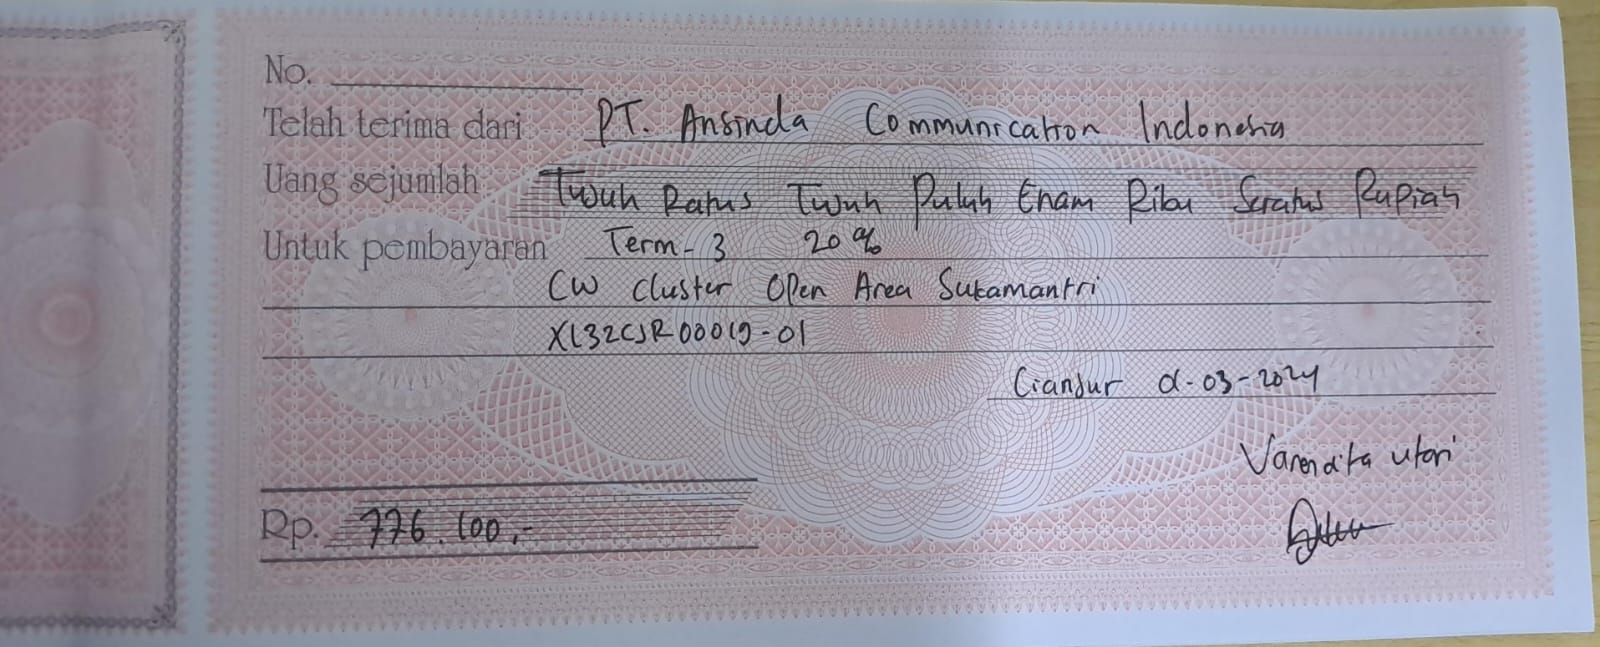 No.
Telah terima dari PT. Ansinda Communication Indonesia
Uang sejumlah Tujuh Ratus Tujuh Puluh Enam Ribu Seratus Rupiah
Untuk pembayaran Term-3 20%
CW Cluster Open Area Sukamantri
XL32CJR00019-01
Cianjur 01-03-2024
Varendita Utari
Rp. 776.100,-